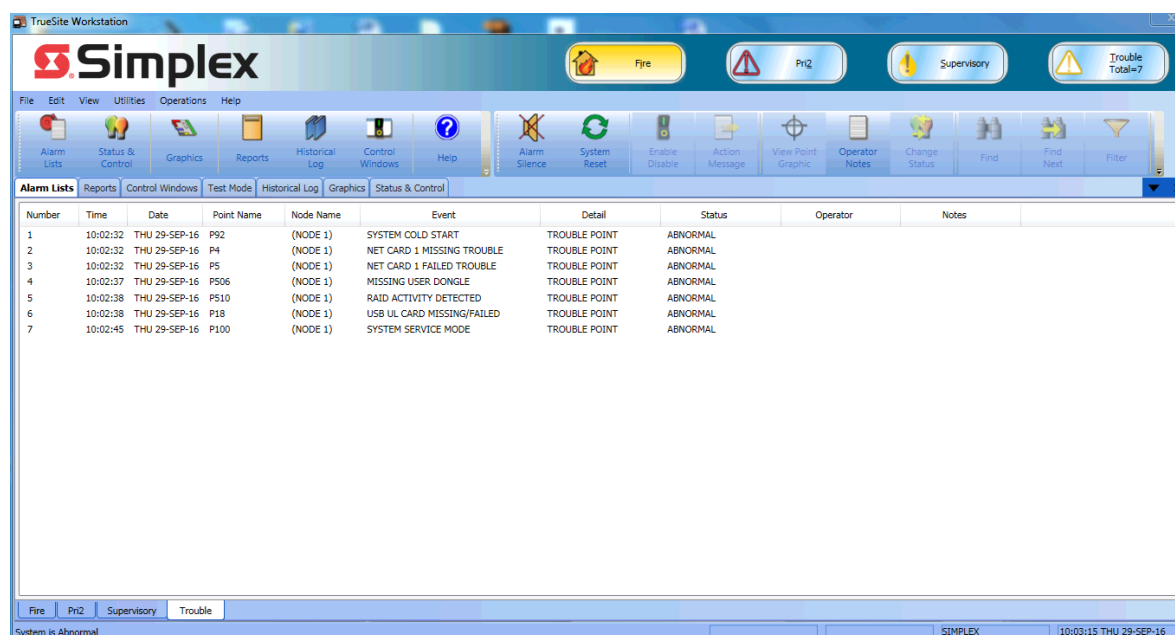 TrueSite Workstation
Simplex
Fire
Pri2
Supervisory
Trouble
Total=7
File Edit View Utilities Operations Help
Alarm Lists
Status & Control
Graphics
Reports
Historical Log
Control Windows
Help
Alarm Silence
System Reset
Enable Disable
Action Message
View Point Graphic
Operator Notes
Change Status
Find
Find Next
Filter
Alarm Lists Reports Control Windows Test Mode Historical Log Graphics Status & Control
Number Time Date Point Name Node Name Event Detail Status Operator Notes
1 10:02:32 THU 29-SEP-16 P92 (NODE 1) SYSTEM COLD START TROUBLE POINT ABNORMAL
2 10:02:32 THU 29-SEP-16 P4 (NODE 1) NET CARD 1 MISSING TROUBLE TROUBLE POINT ABNORMAL
3 10:02:32 THU 29-SEP-16 P5 (NODE 1) NET CARD 1 FAILED TROUBLE TROUBLE POINT ABNORMAL
4 10:02:37 THU 29-SEP-16 P506 (NODE 1) MISSING USER DONGLE TROUBLE POINT ABNORMAL
5 10:02:38 THU 29-SEP-16 P510 (NODE 1) RAID ACTIVITY DETECTED TROUBLE POINT ABNORMAL
6 10:02:38 THU 29-SEP-16 P18 (NODE 1) USB UL CARD MISSING/FAILED TROUBLE POINT ABNORMAL
7 10:02:45 THU 29-SEP-16 P100 (NODE 1) SYSTEM SERVICE MODE TROUBLE POINT ABNORMAL
Fire Pri2 Supervisory Trouble
System is Abnormal SIMPLEX 10:03:15 THU 29-SEP-16